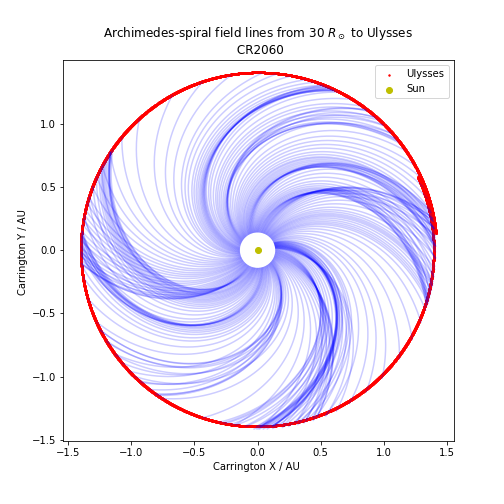 Archimedes-spiral field lines from 30 R⊙ to Ulysses
CR2060
Ulysses
Sun
1.0
0.5
0.0
−0.5
−1.0
−1.5
Carrington Y / AU
−1.5 −1.0 −0.5 0.0 0.5 1.0 1.5
Carrington X / AU